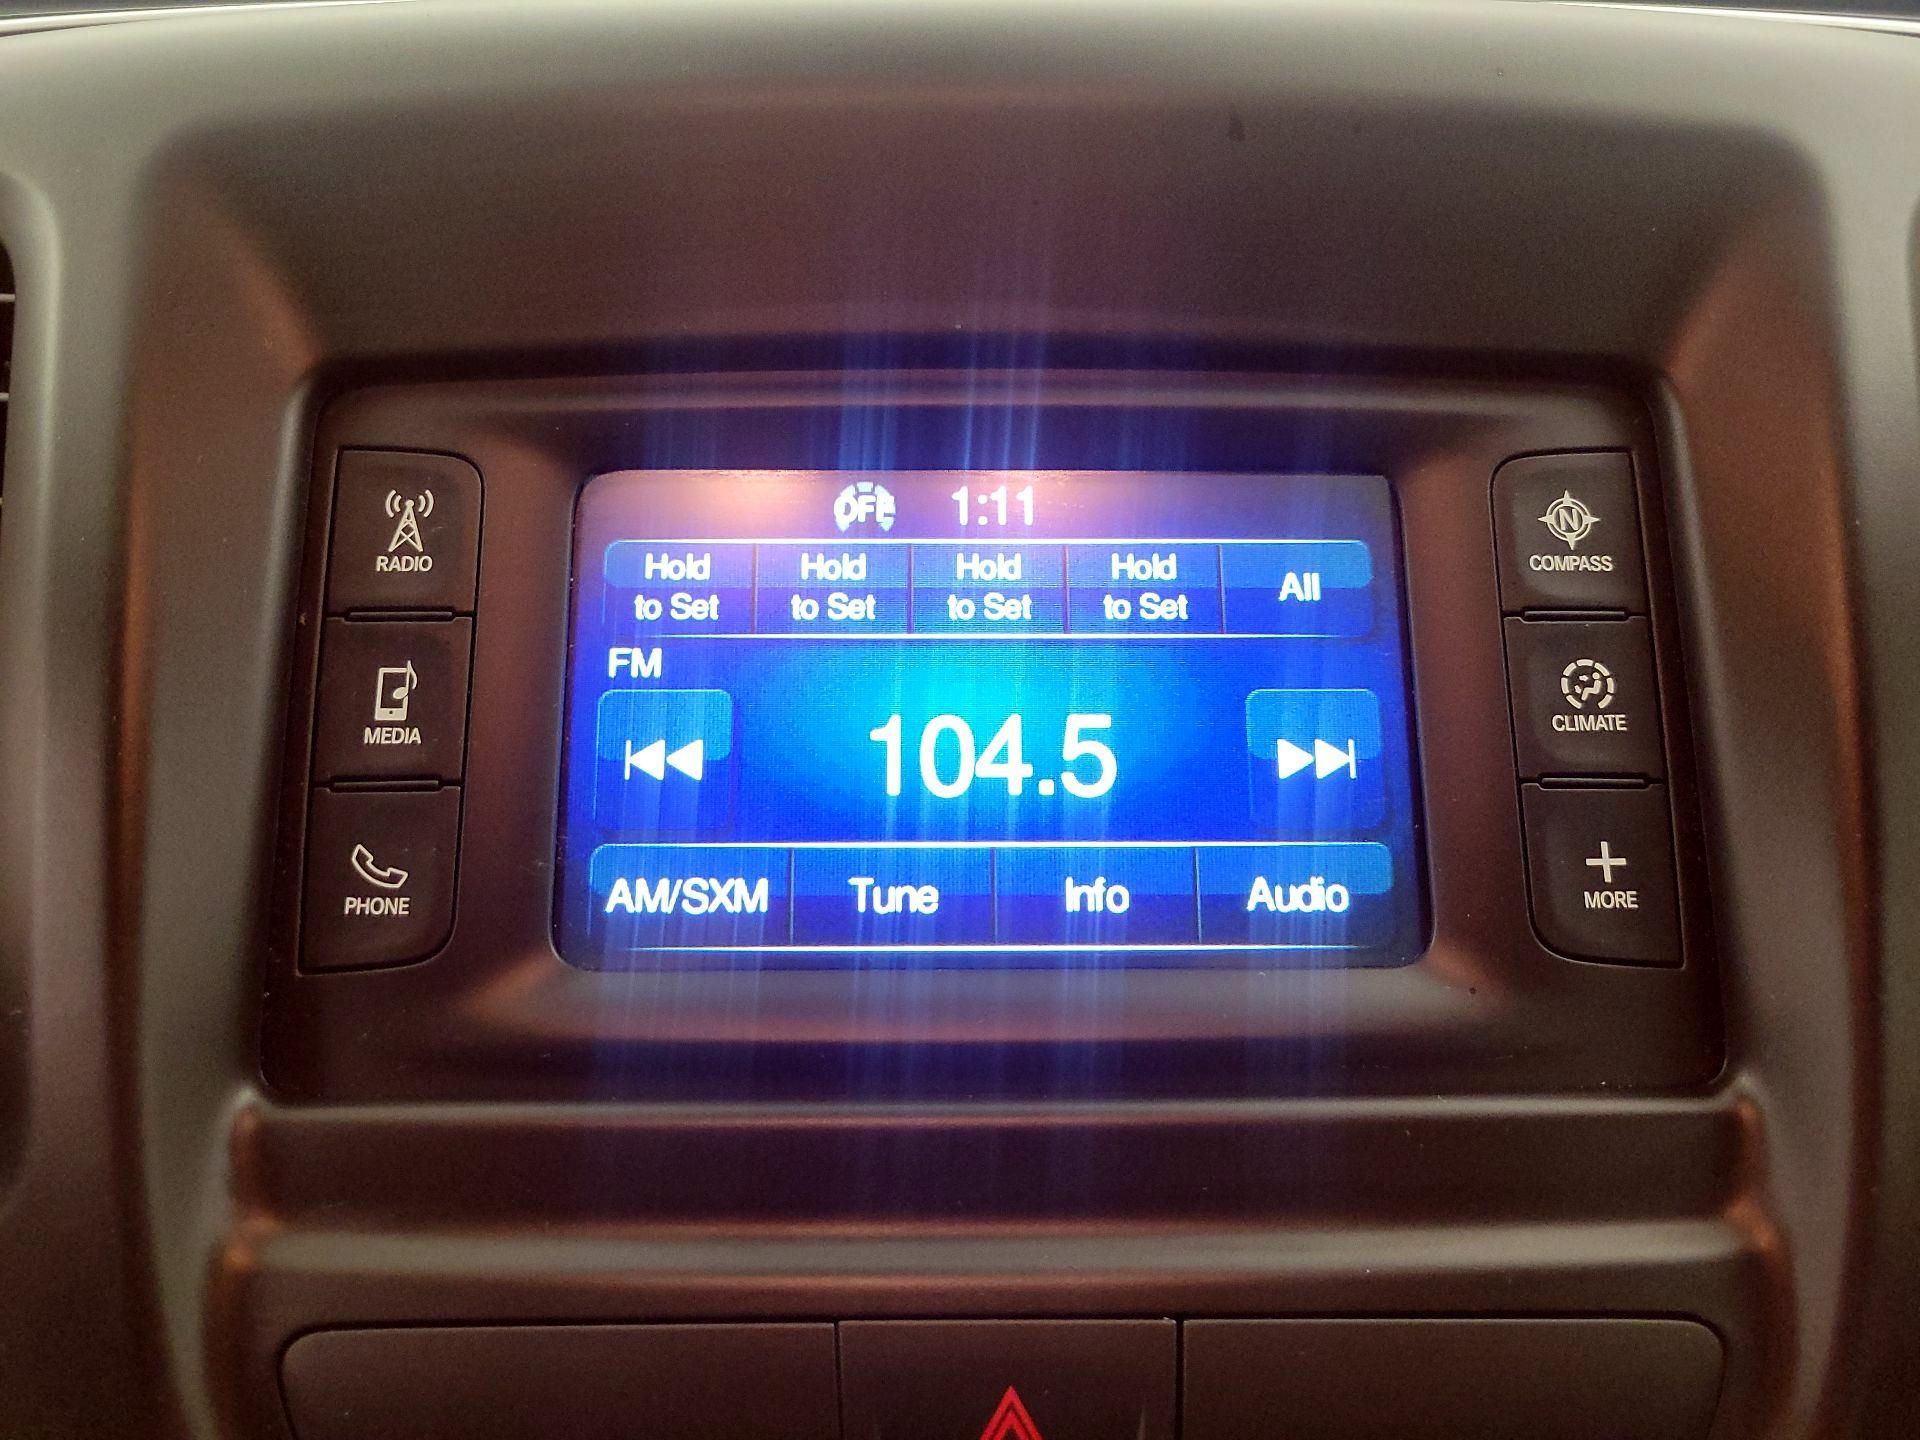 OFF 1:11
Hold to Set
Hold to Set
Hold to Set
Hold to Set
All
FM
104.5
AM/SXM Tune Info Audio
RADIO
MEDIA
PHONE
N
COMPASS
CLIMATE
MORE